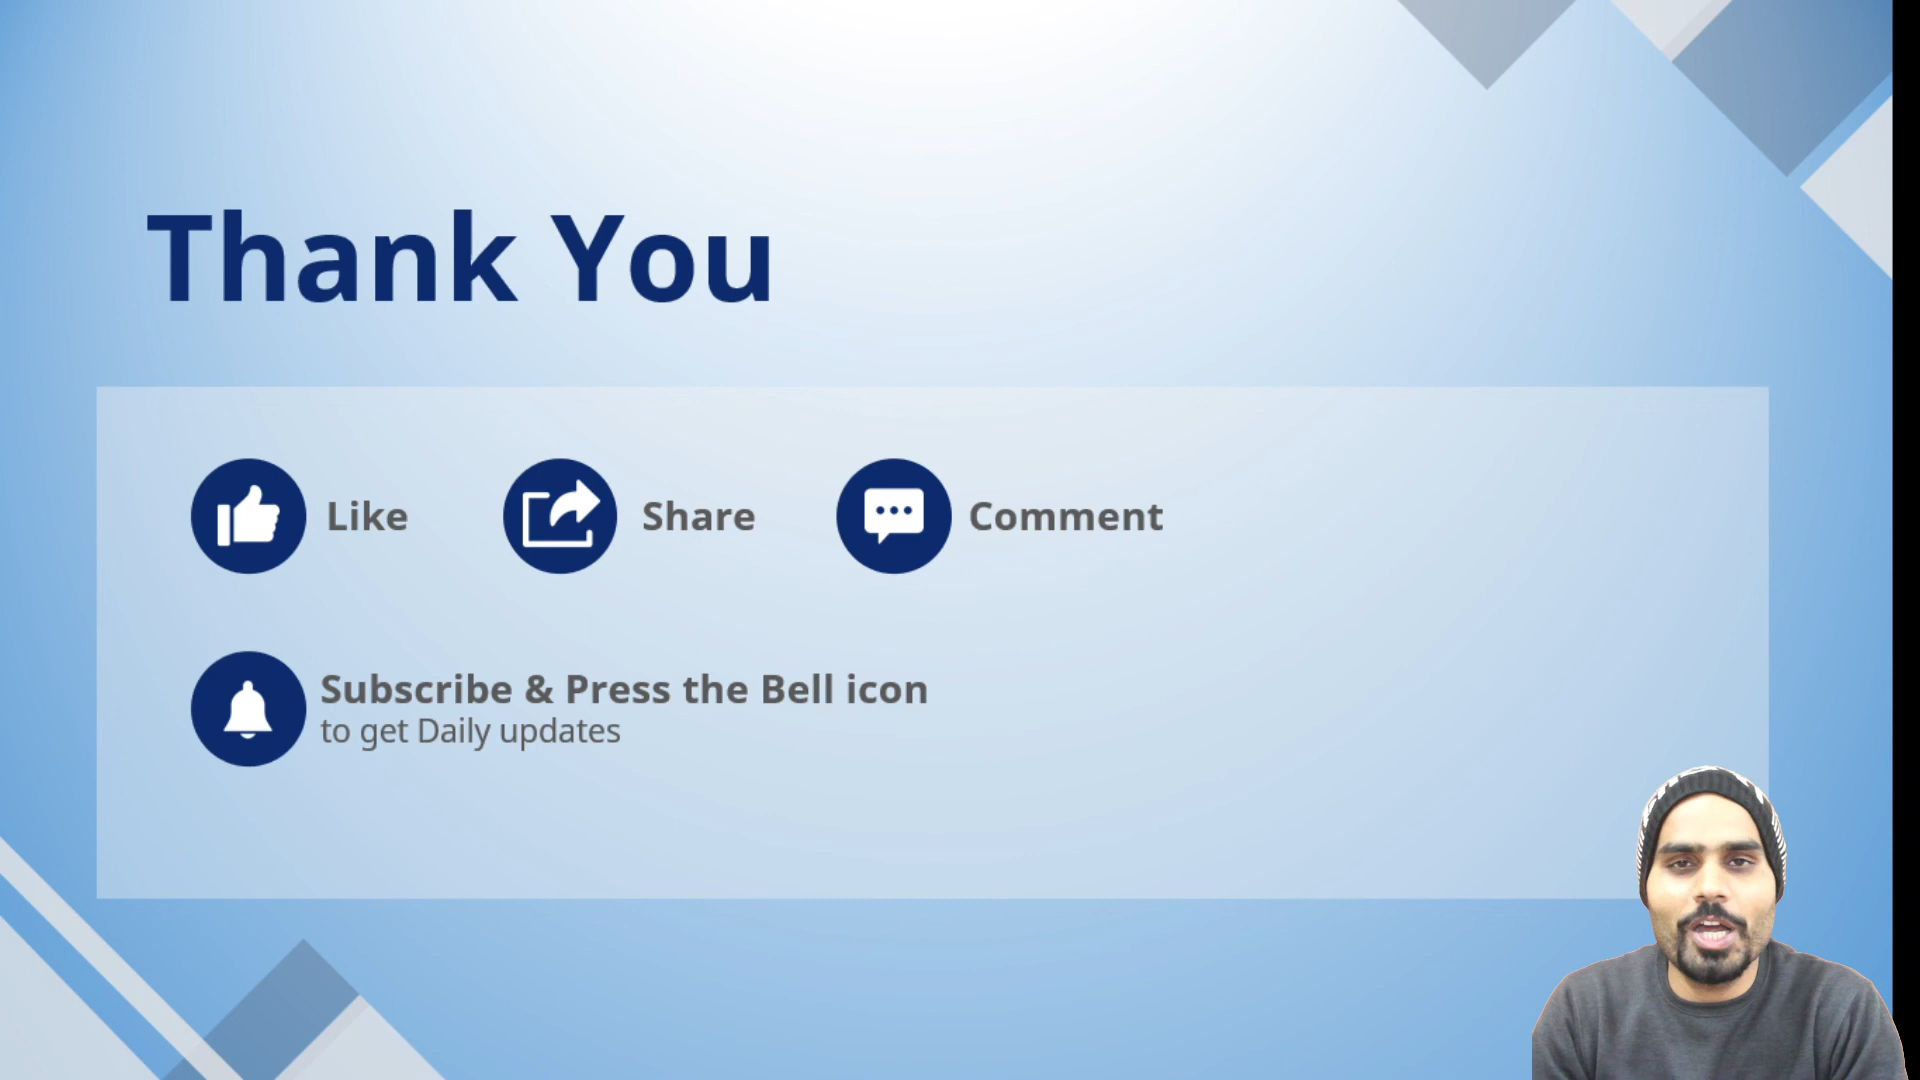 Thank You
Like
Share
Comment
Subscribe & Press the Bell icon
to get Daily updates